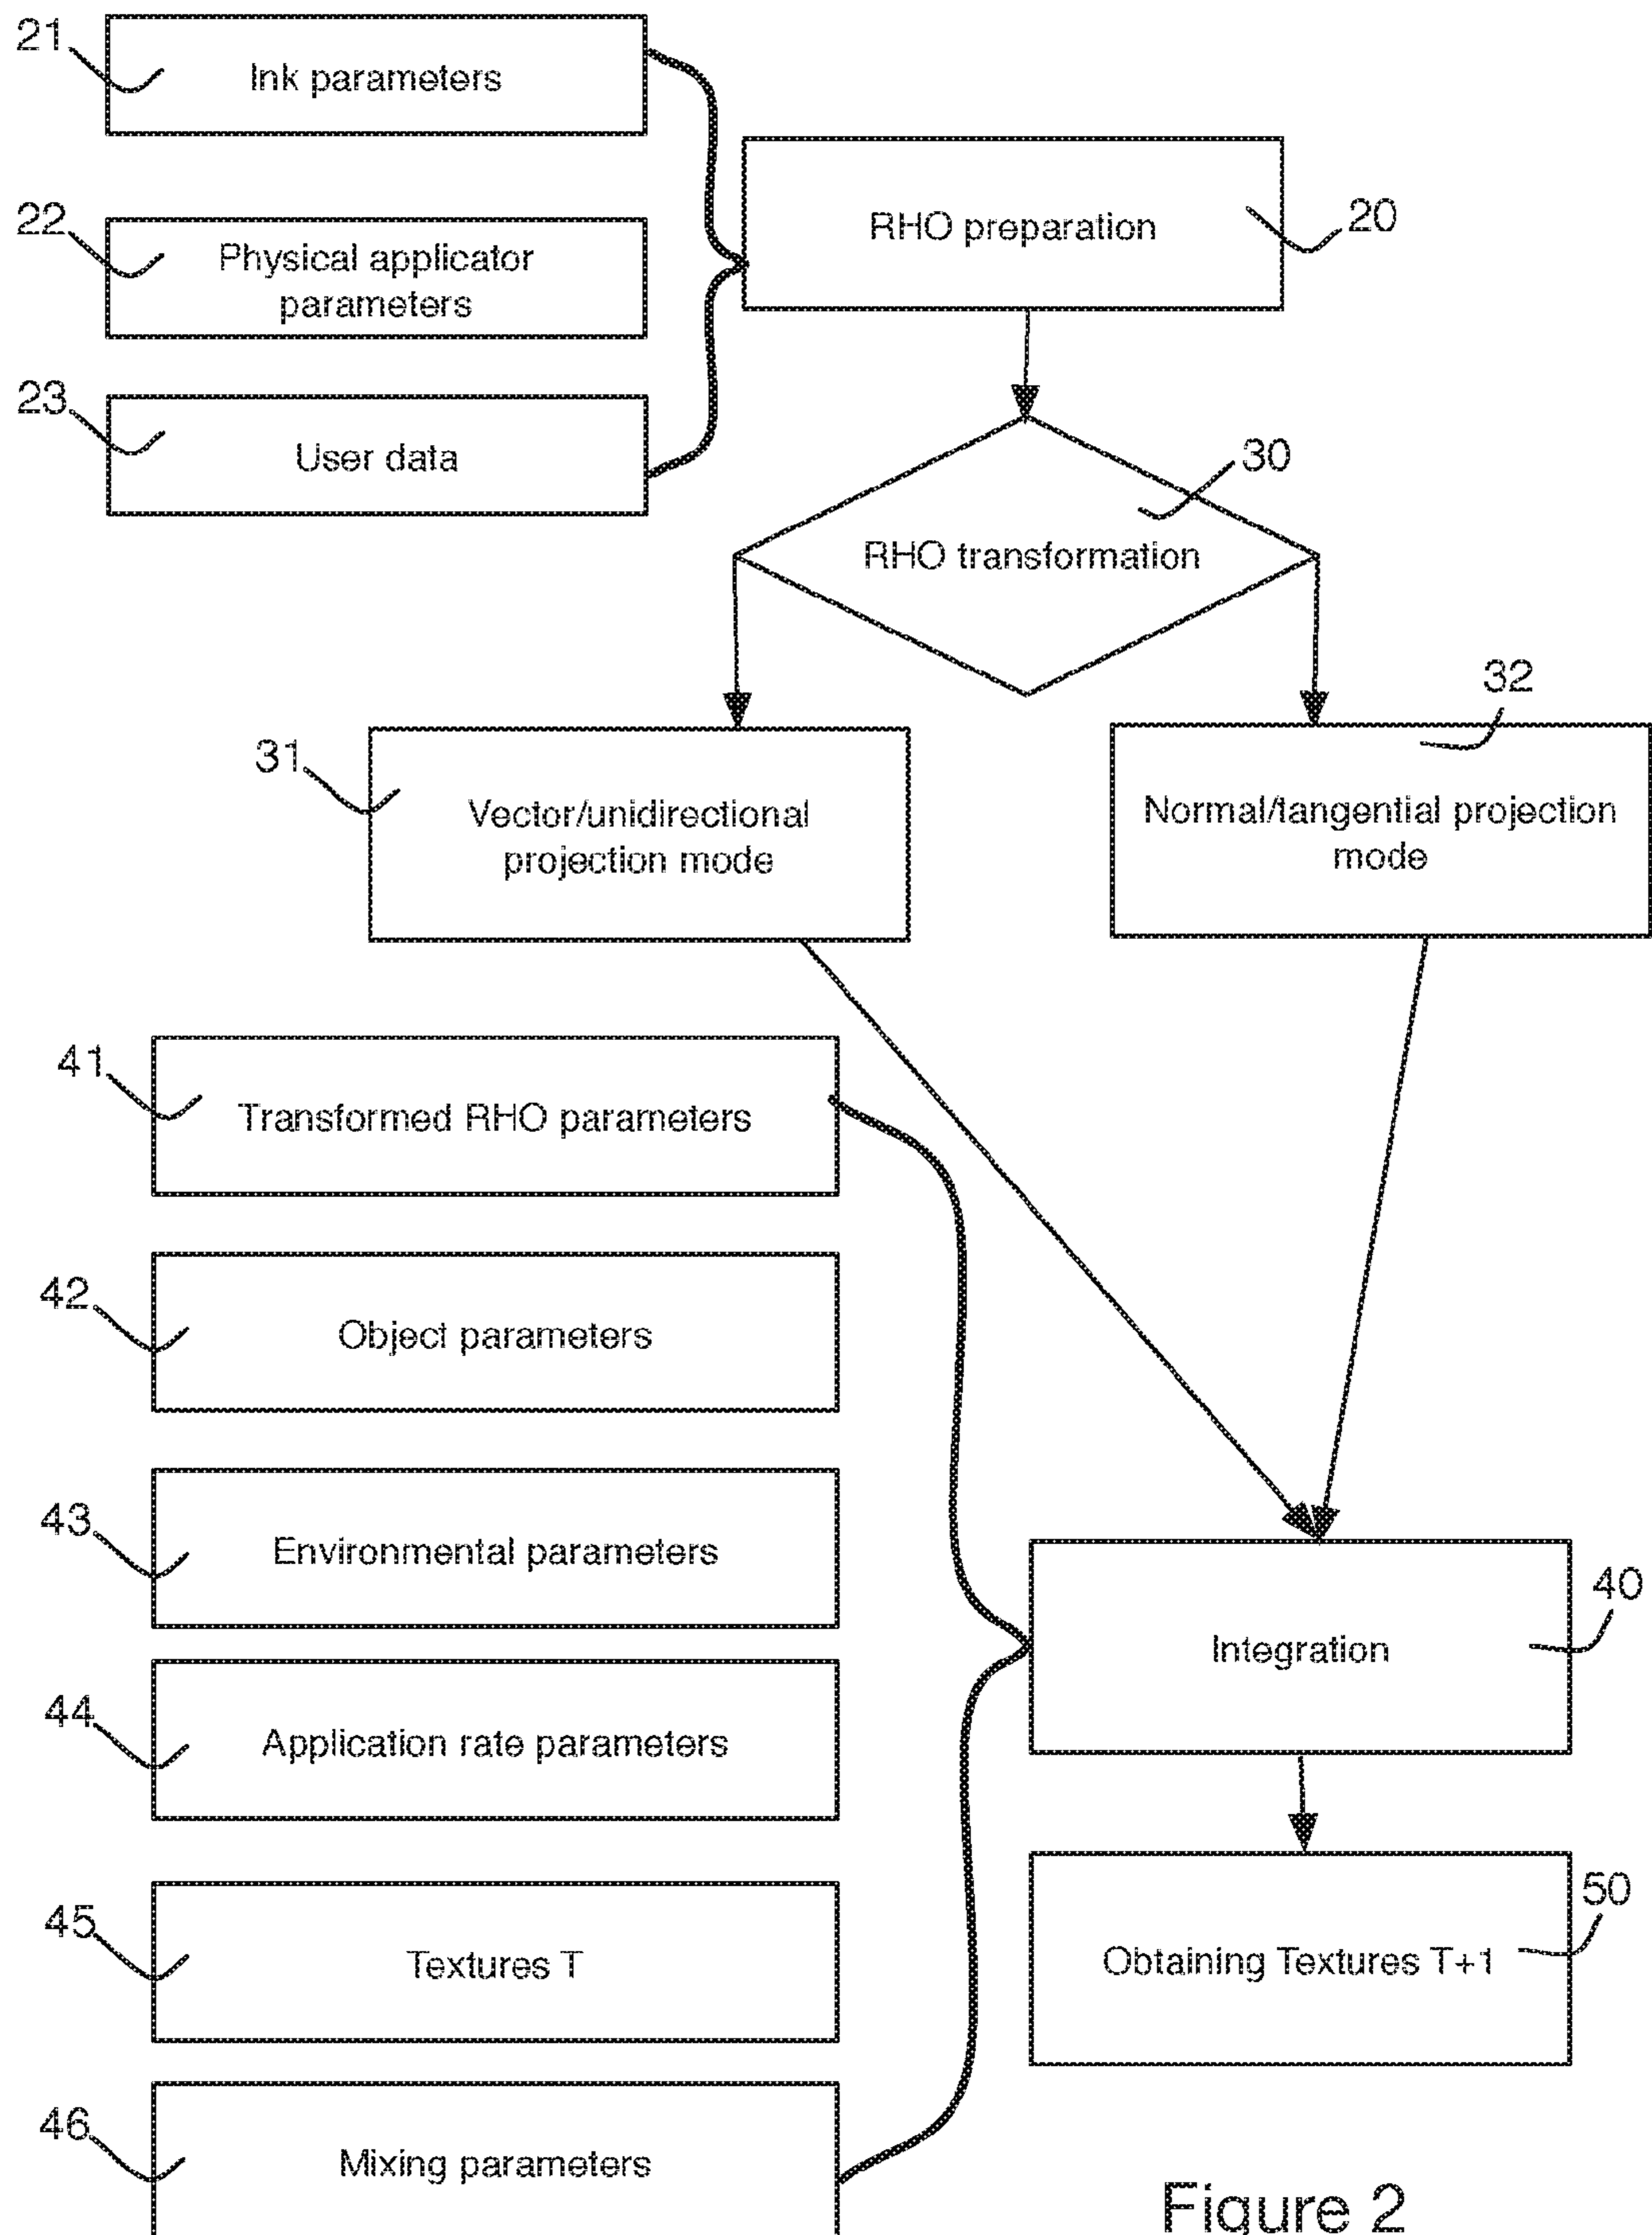 21
Ink parameters
22
Physical applicator
parameters
23
User data
RHO preparation
20
30
RHO transformation
31
Vector/unidirectional
projection mode
32
Normal/tangential projection
mode
41
Transformed RHO parameters
42
Object parameters
43
Environmental parameters
44
Application rate parameters
45
Textures T
46
Mixing parameters
40
Integration
50
Obtaining Textures T+1
Figure 2